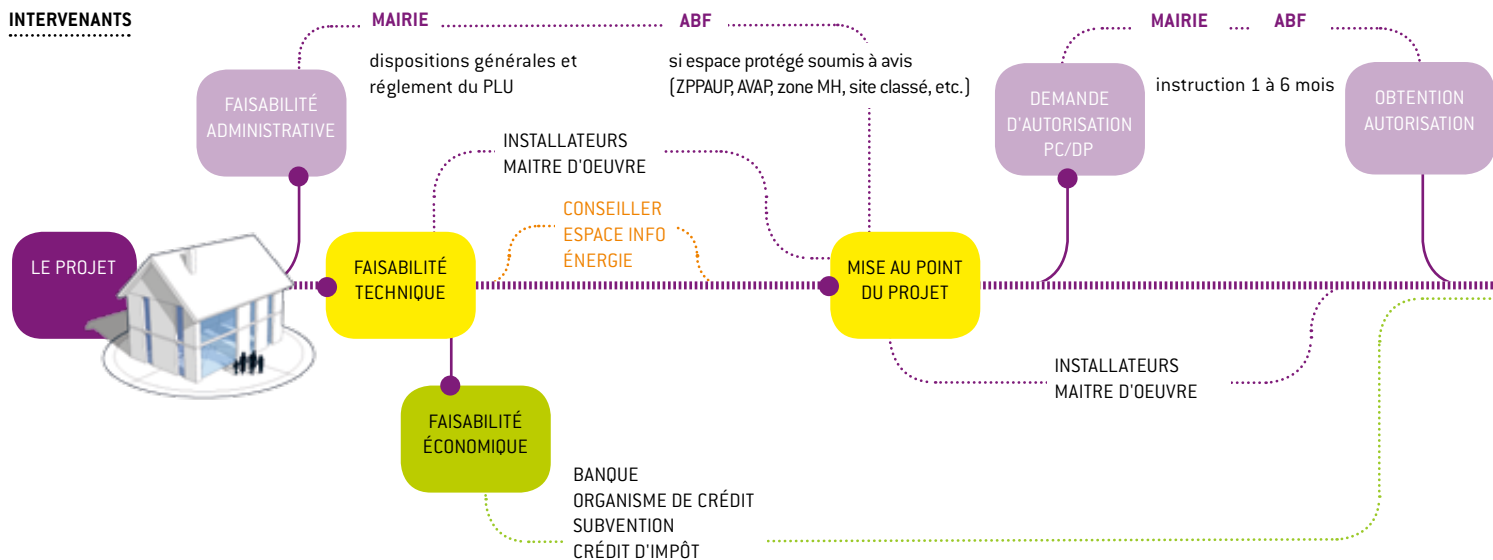 INTERVENANTS
MAIRIE
ABF
dispositions générales et
réglement du PLU
si espace protégé soumis à avis
(ZPPAUP, AVAP, zone MH, site classé, etc.)
MAIRIE
ABF
instruction 1 à 6 mois
FAISABILITÉ
ADMINISTRATIVE
DEMANDE
D'AUTORISATION
PC/DP
OBTENTION
AUTORISATION
INSTALLATEURS
MAITRE D'OEUVRE
CONSEILLER
ESPACE INFO
ÉNERGIE
LE PROJET
FAISABILITÉ
TECHNIQUE
MISE AU POINT
DU PROJET
INSTALLATEURS
MAITRE D'OEUVRE
FAISABILITÉ
ÉCONOMIQUE
BANQUE
ORGANISME DE CRÉDIT
SUBVENTION
CRÉDIT D'IMPÔT